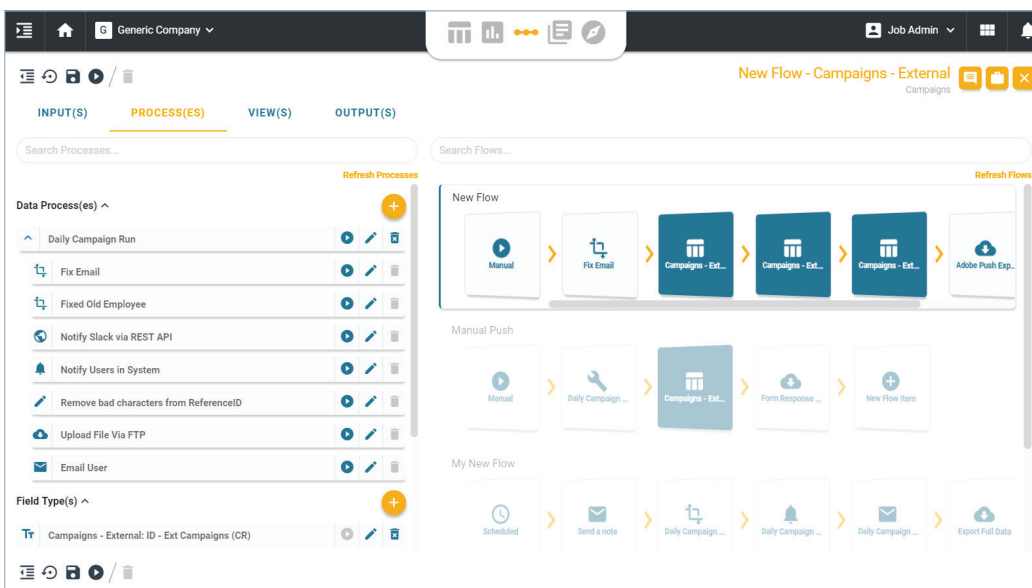 G Generic Company
Job Admin
New Flow - Campaigns - External
Campaigns
INPUT(S) PROCESS(ES) VIEW(S) OUTPUT(S)
Search Processes...
Search Flows...
Refresh Processes
Refresh Flows
Data Process(es)
Daily Campaign Run
Fix Email
Fixed Old Employee
Notify Slack via REST API
Notify Users in System
Remove bad characters from ReferenceID
Upload File Via FTP
Email User
Field Type(s)
Tт Campaigns - External: ID - Ext Campaigns (CR)
New Flow
Manual Fix Email Campaigns - Ext... Campaigns - Ext... Campaigns - Ext... Adobe Push Exp...
Manual Push
Manual Daily Campaign ... Campaigns - Ext... Form Response ... New Flow Item
My New Flow
Scheduled Send a note Daily Campaign ... Daily Campaign ... Daily Campaign ... Export Full Data